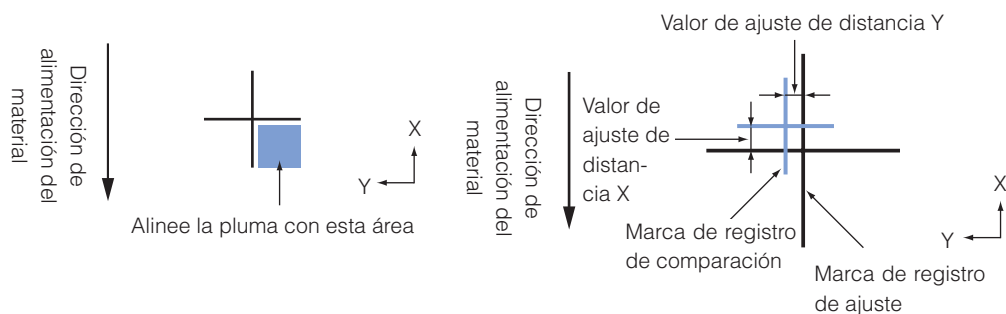 Dirección de
alimentación del
material
X
Y
Alinee la pluma con esta área
Valor de ajuste de distancia Y
Dirección de
alimentación del
material
Valor de
ajuste de
distan-
cia X
Marca de registro
de comparación
Marca de registro
de ajuste
X
Y